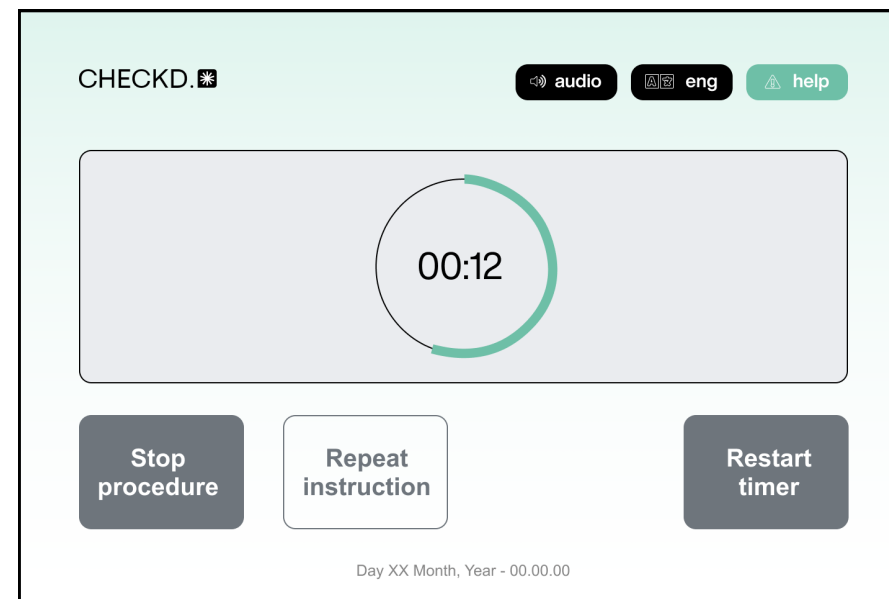 CHECKD.
audio
eng
help
00:12
Stop
procedure
Repeat
instruction
Restart
timer
Day XX Month, Year - 00.00.00